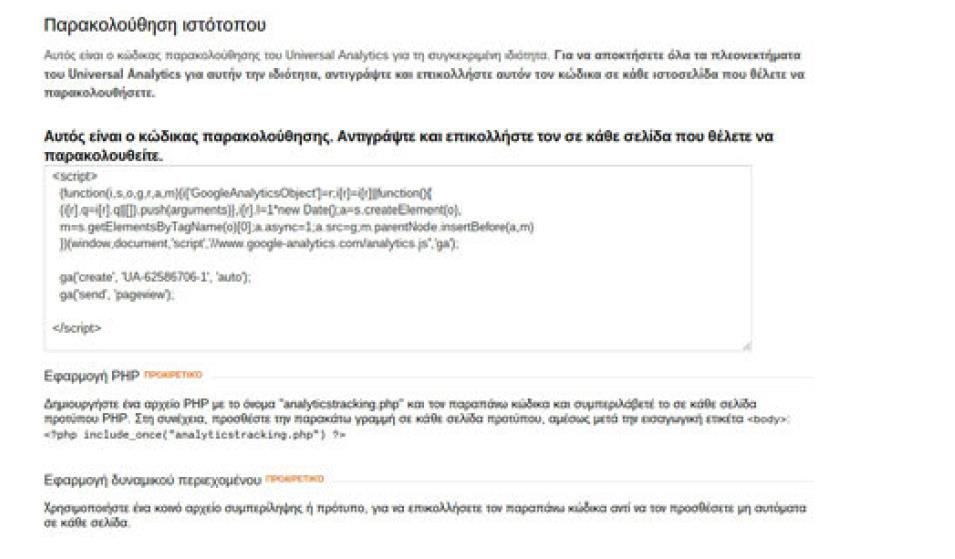 Παρακολούθηση ιστότοπου
Αυτός είναι ο κώδικας παρακολούθησης του Universal Analytics για τη συγκεκριμένη ιδιότητα. Για να αποκτήσετε όλα τα πλεονεκτήματα
του Universal Analytics για αυτήν την ιδιότητα, αντιγράψτε και επικολλήστε αυτόν τον κώδικα σε κάθε ιστοσελίδα που θέλετε να
παρακολουθήσετε.
Αυτός είναι ο κώδικας παρακολούθησης. Αντιγράψτε και επικολλήστε τον σε κάθε σελίδα που θέλετε να
παρακολουθείτε.
<script>
(function(i,s,o,g,r,a,m){i['GoogleAnalyticsObject']=r;i[r]=i[r]||function(){
(i[r].q=i[r].q||[]).push(arguments)},i[r].l=1*new Date();a=s.createElement(o),
m=s.getElementsByTagName(o)[0];a.async=1;a.src=g;m.parentNode.insertBefore(a,m)
})(window,document,'script','//www.google-analytics.com/analytics.js','ga');
ga('create', 'UA-62586706-1', 'auto');
ga('send', 'pageview');
</script>
Εφαρμογή PHP ΠΡΟΑΙΡΕΤΙΚΟ
Δημιουργήστε ένα αρχείο PHP με το όνομα "analyticstracking.php" και τον παραπάνω κώδικα και συμπεριλάβετέ το σε κάθε σελίδα
προτύπου PHP. Στη συνέχεια, προσθέστε την παρακάτω γραμμή σε κάθε σελίδα προτύπου, αμέσως μετά την εισαγωγική ετικέτα <body>:
<?php include_once("analyticstracking.php") ?>
Εφαρμογή δυναμικού περιεχομένου ΠΡΟΑΙΡΕΤΙΚΟ
Χρησιμοποιήστε ένα κοινό αρχείο συμπερίληψης ή πρότυπο, για να επικολλήσετε τον παραπάνω κώδικα αντί να τον προσθέσετε μη αυτόματα
σε κάθε σελίδα.